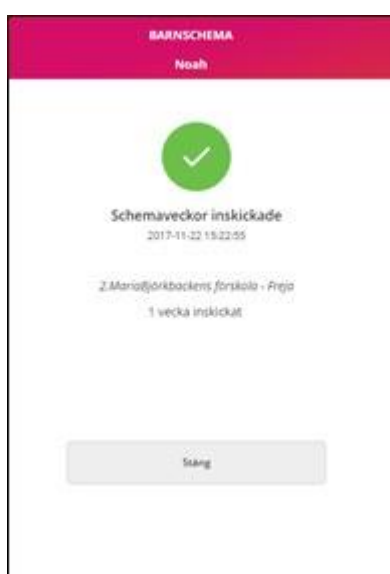 BARNSCHEMA
Noah
Schemaveckor inskickade
2017-11-22 15:22:55
2.MariaBjörkbackens förskola - Freja
1 vecka inskickat
Stäng